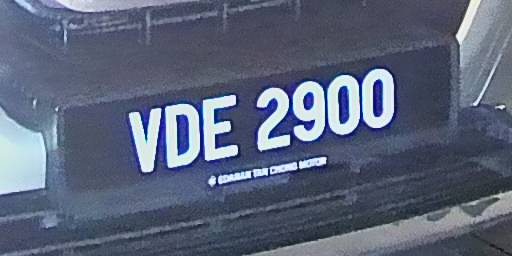 VDE 2900
EDARAN TAN CHONG MOTOR